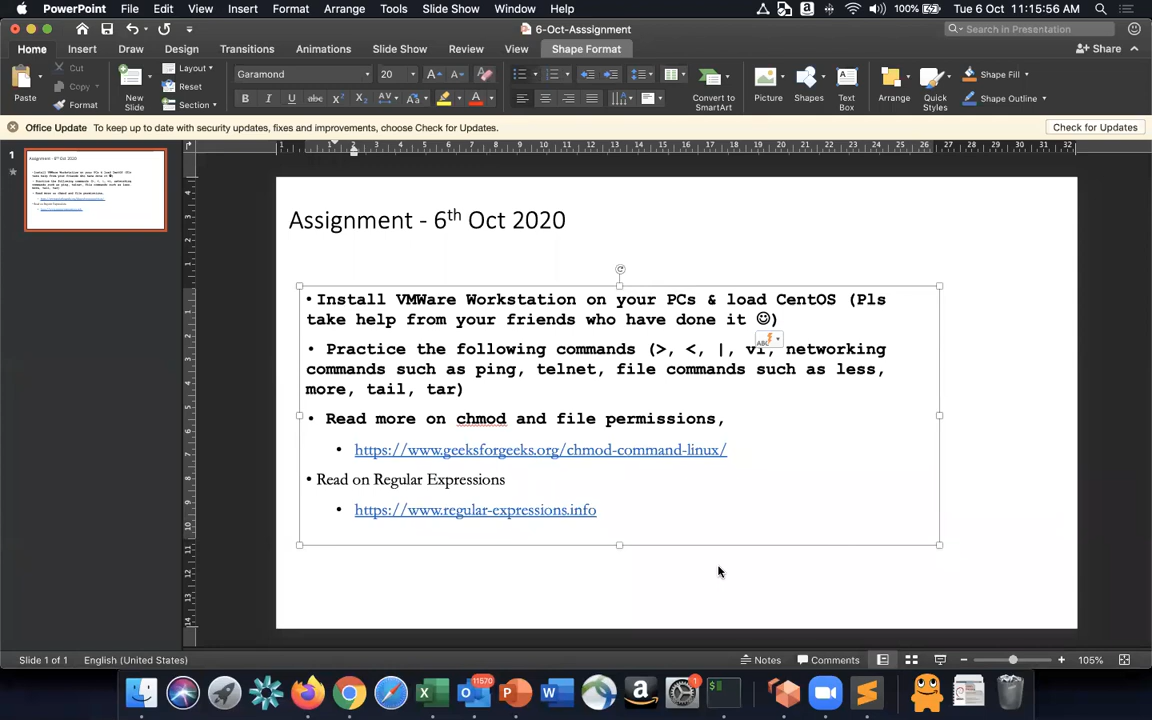 PowerPoint File Edit View Insert Format Arrange Tools Slide Show Window Help 100% Tue 6 Oct 11:15:56 AM
6-Oct-Asssignment Search in Presentation
Home Insert Draw Design Transitions Animations Slide Show Review View Shape Format Share
Paste Cut Copy Format New Slide Layout Reset Section Garamond 20 Convert to SmartArt Picture Shapes Text Box Arrange Quick Styles Shape Fill Shape Outline
Office Update To keep up to date with security updates, fixes and improvements, choose Check for Updates. Check for Updates
1
Assignment - 6th Oct 2020
•Install VMWare Workstation on your PCs & load CentOS (Pls
take help from your friends who have done it ☺)
• Practice the following commands (>, <, |, vi, networking
commands such as ping, telnet, file commands such as less,
more, tail, tar)
• Read more on chmod and file permissions,
• https://www.geeksforgeeks.org/chmod-command-linux/
• Read on Regular Expressions
• https://www.regular-expressions.info
Slide 1 of 1 English (United States) Notes Comments 105%
11570 1